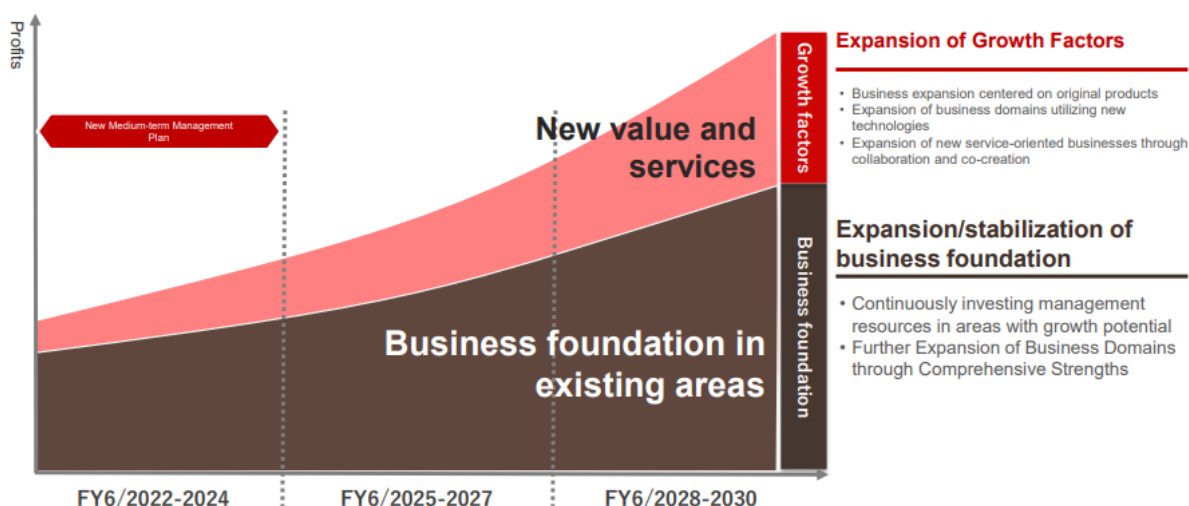 Profits
New Medium-term Management
Plan
New value and
services
Business foundation in
existing areas
Growth factors
Business foundation
Expansion of Growth Factors
• Business expansion centered on original products
• Expansion of business domains utilizing new
technologies
• Expansion of new service-oriented businesses through
collaboration and co-creation
Expansion/stabilization of
business foundation
• Continuously investing management
resources in areas with growth potential
• Further Expansion of Business Domains
through Comprehensive Strengths
FY6/2022-2024
FY6/2025-2027
FY6/2028-2030